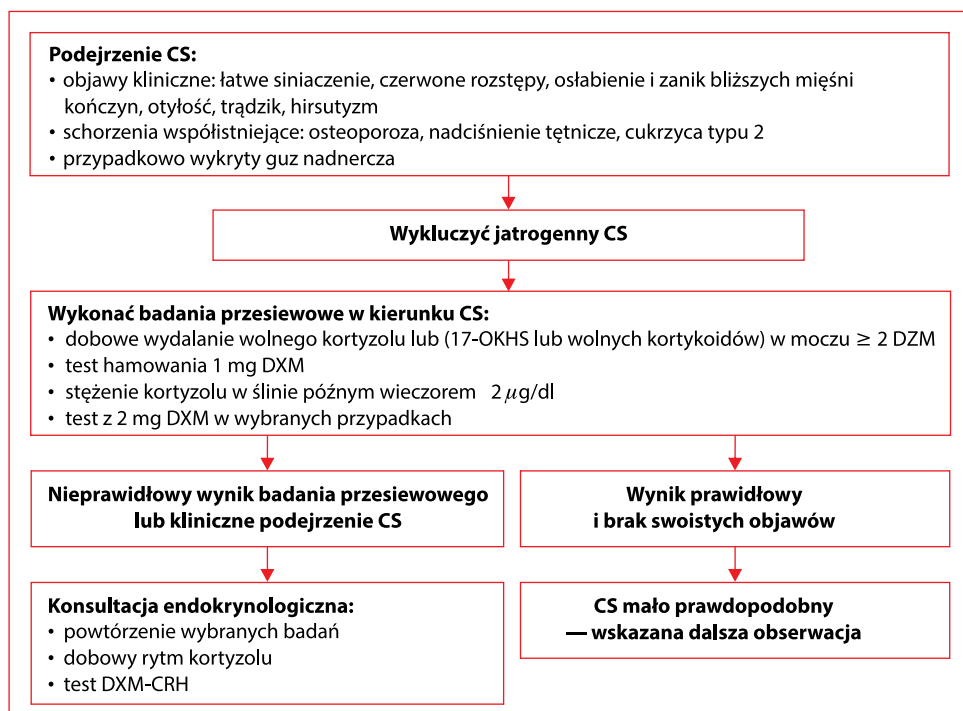 Podejrzenie CS:
• objawy kliniczne: łatwe siniaczenie, czerwone rozstępy, osłabienie i zanik bliższych mięśni
kończyn, otyłość, trądzik, hirsutyzm
• schorzenia współistniejące: osteoporoza, nadciśnienie tętnicze, cukrzyca typu 2
• przypadkowo wykryty guz nadnercza
Wykluczyć jatrogenny CS
Wykonać badania przesiewowe w kierunku CS:
• dobowe wydalanie wolnego kortyzolu lub (17-OKHS lub wolnych kortykoidów) w moczu ≥ 2 DZM
• test hamowania 1 mg DXM
• stężenie kortyzolu w ślinie późnym wieczorem 2 μg/dl
• test z 2 mg DXM w wybranych przypadkach
Nieprawidłowy wynik badania przesiewowego
lub kliniczne podejrzenie CS
Wynik prawidłowy
i brak swoistych objawów
Konsultacja endokrynologiczna:
• powtórzenie wybranych badań
• dobowy rytm kortyzolu
• test DXM-CRH
CS mało prawdopodobny
— wskazana dalsza obserwacja